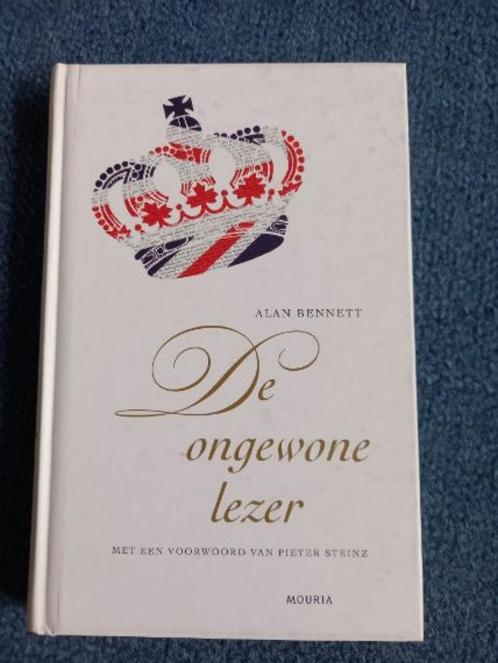 ALAN BENNETT
De
ongewone
lezer
MET EEN VOORWOORD VAN PIETER STEINZ
MOURIA